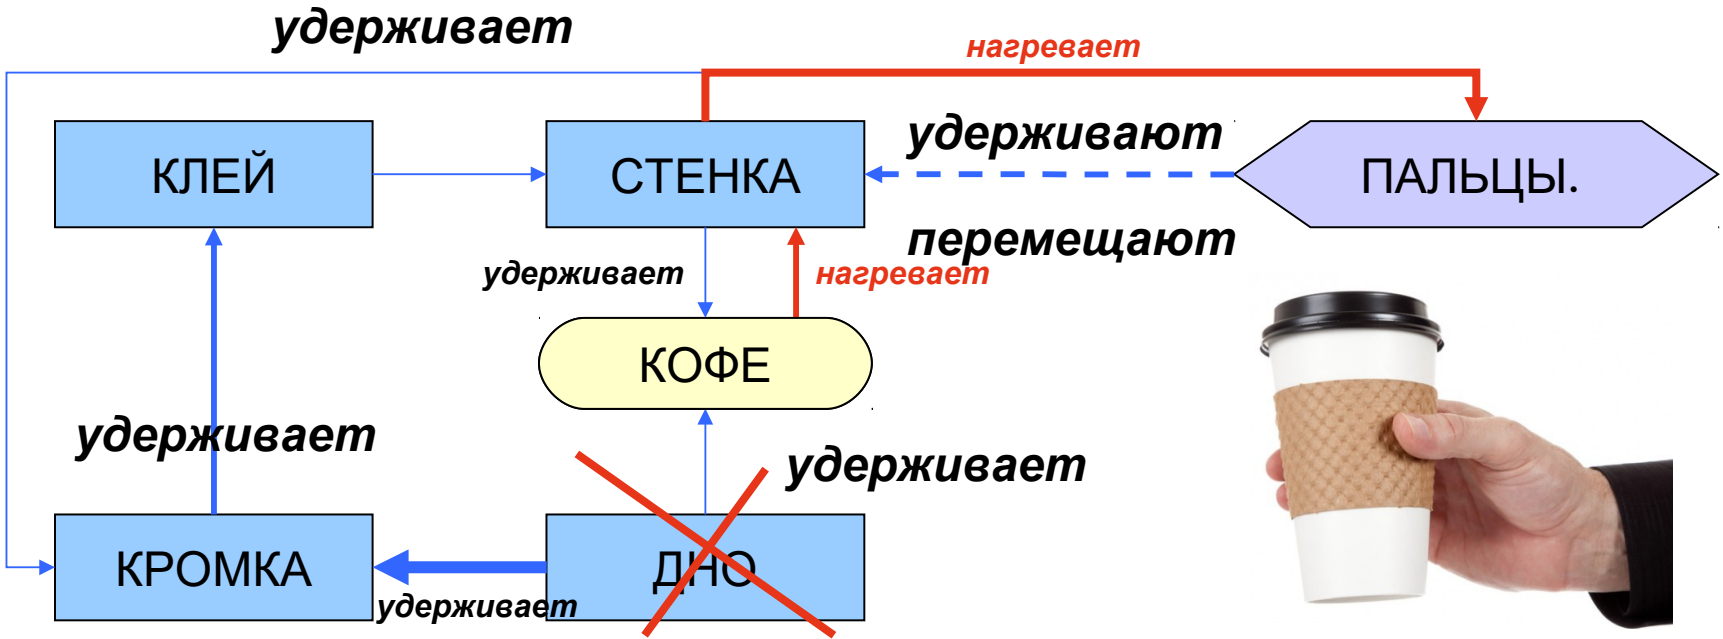 удерживает
нагревает
КЛЕЙ
СТЕНКА
удерживают
ПАЛЬЦЫ.
перемещают
удерживает
нагревает
КОФЕ
удерживает
удерживает
КРОМКА
ДНО
удерживает